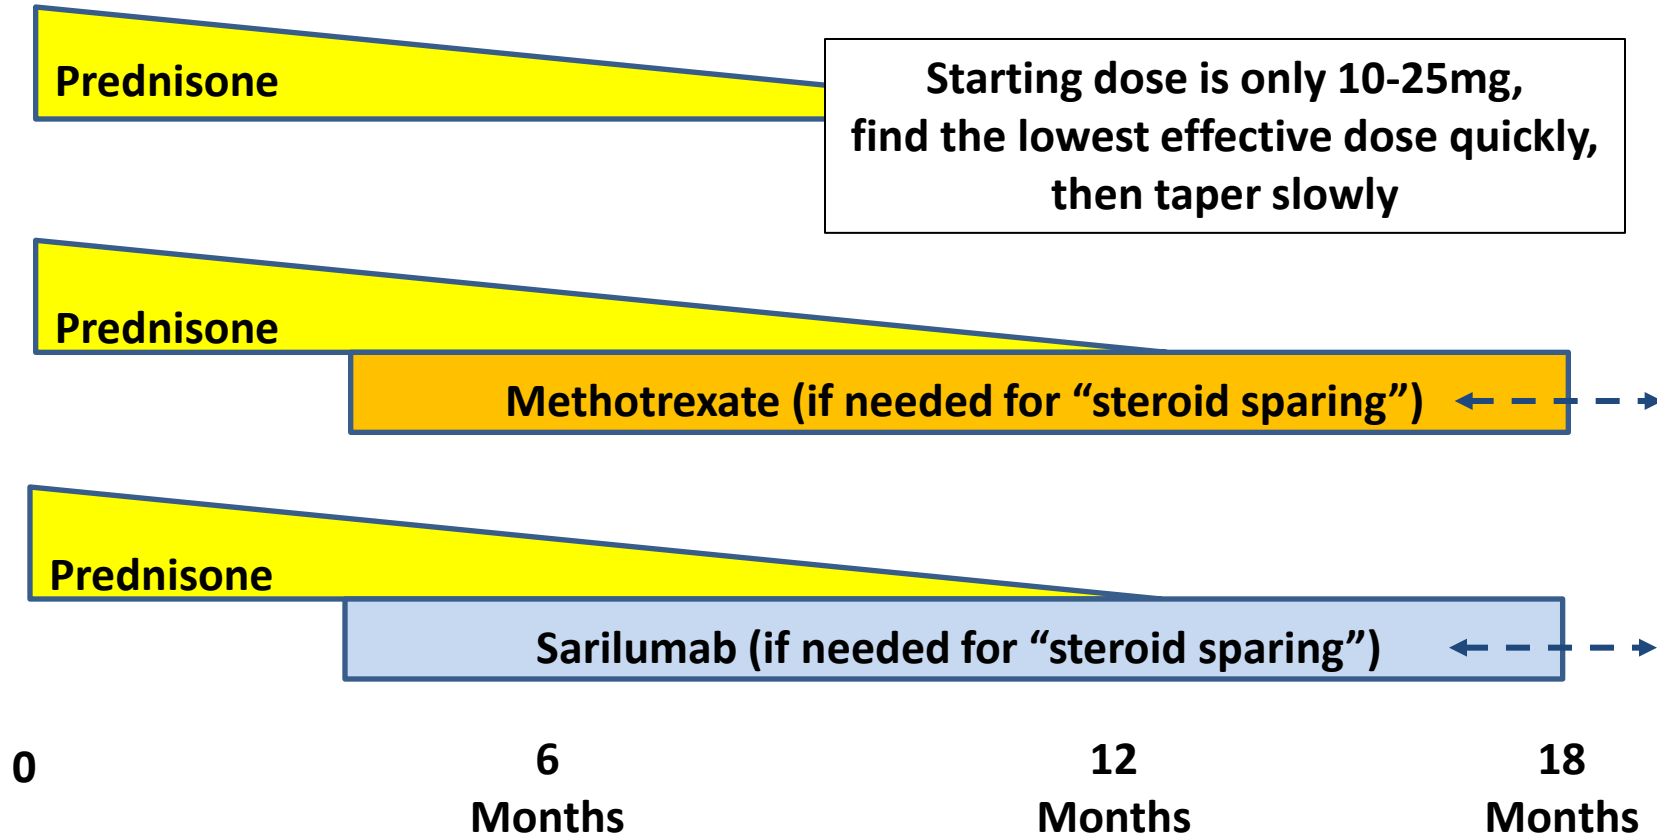 Prednisone
Starting dose is only 10-25mg,
find the lowest effective dose quickly,
then taper slowly
Prednisone
Methotrexate (if needed for “steroid sparing”)
Prednisone
Sarilumab (if needed for “steroid sparing”)
0
6
Months
12
Months
18
Months